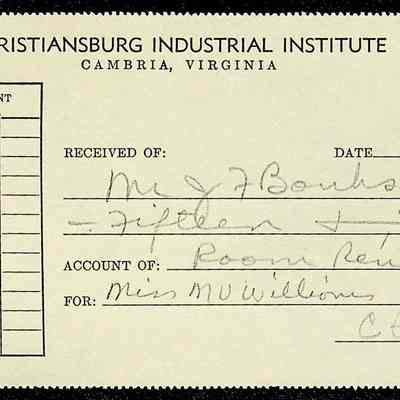 RISTIANSBURG INDUSTRIAL INSTITUTE
CAMBRIA, VIRGINIA
NT
RECEIVED OF: DATE
Mr J F Banks
Fifteen
ACCOUNT OF: Room Ren
FOR: Miss M V Williams
C